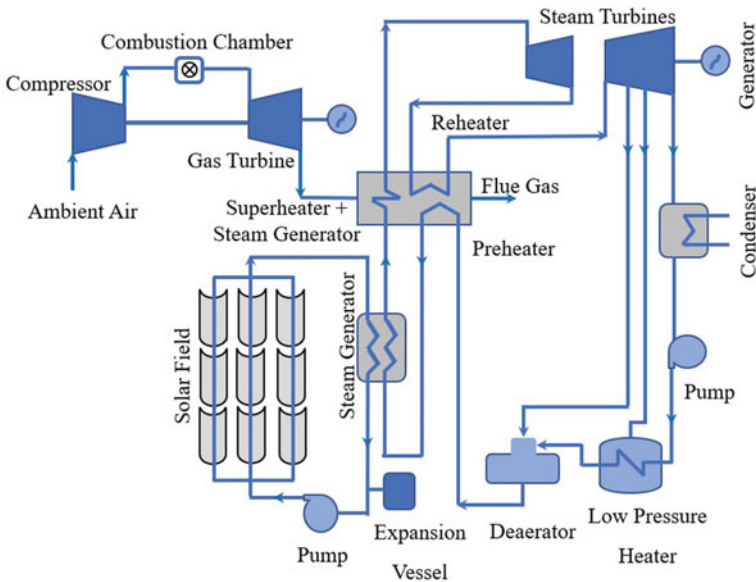 Steam Turbines
Combustion Chamber
Compressor
Generator
Reheater
Gas Turbine
Flue Gas
Ambient Air
Superheater +
Steam Generator
Preheater
Condenser
Solar Field
Steam Generator
Pump
Pump
Expansion
Vessel
Deaerator
Low Pressure
Heater